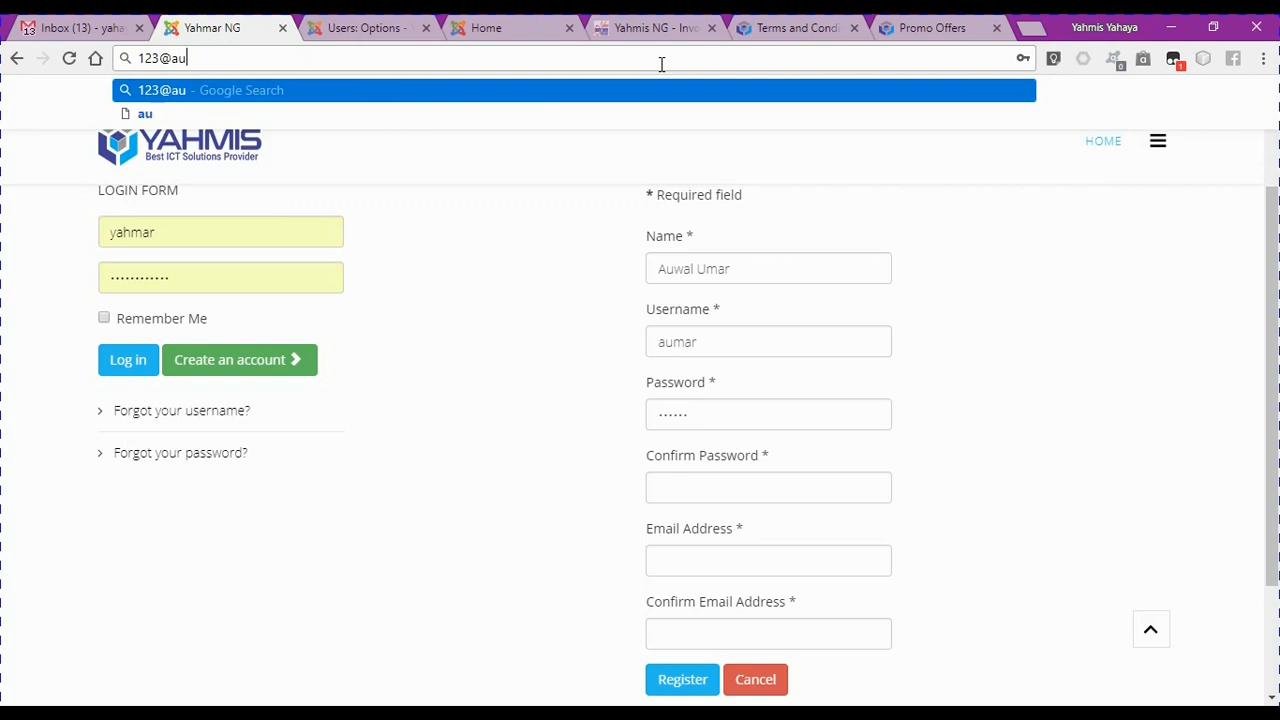 Inbox (13) - yaha
Yahmar NG
Users: Options -
Home
Yahmis NG - Invo
Terms and Condi
Promo Offers
Yahmis Yahaya
123@au
0
1
123@au - Google Search
au
YAHMIS
Best ICT Solutions Provider
HOME
LOGIN FORM
yahmar
............
Remember Me
Log in
Create an account
Forgot your username?
Forgot your password?
* Required field
Name *
Auwal Umar
Username *
aumar
Password *
......
Confirm Password *
Email Address *
Confirm Email Address *
Register
Cancel